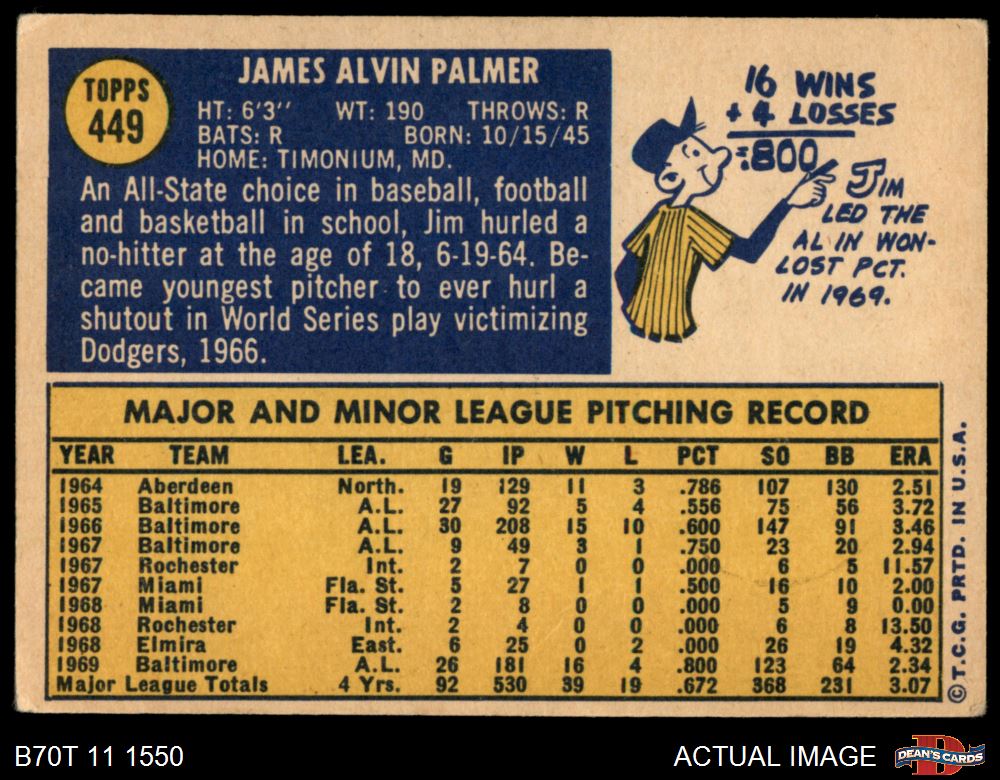 TOPPS
449
JAMES ALVIN PALMER
HT: 6'3'' WT: 190 THROWS: R
BATS: R BORN: 10/15/45
HOME: TIMONIUM, MD.
An All-State choice in baseball, football
and basketball in school, Jim hurled a
no-hitter at the age of 18, 6-19-64. Be-
came youngest pitcher to ever hurl a
shutout in World Series play victimizing
Dodgers, 1966.
16 WINS
+ 4 LOSSES
=.800
JIM
LED THE
AL IN WON-
LOST PCT.
IN 1969.
MAJOR AND MINOR LEAGUE PITCHING RECORD
YEAR TEAM LEA. G IP W L PCT SO BB ERA
1964 Aberdeen North. 19 129 11 3 .786 107 130 2.51
1965 Baltimore A.L. 27 92 5 4 .556 75 56 3.72
1966 Baltimore A.L. 30 208 15 10 .600 147 91 3.46
1967 Baltimore A.L. 9 49 3 1 .750 23 20 2.94
1967 Rochester Int. 2 7 0 0 .000 6 5 11.57
1967 Miami Fla. St. 5 27 1 1 .500 16 10 2.00
1968 Miami Fla. St. 2 8 0 0 .000 5 9 0.00
1968 Rochester Int. 2 4 0 0 .000 6 8 13.50
1968 Elmira East. 6 25 0 2 .000 26 19 4.32
1969 Baltimore A.L. 26 181 16 4 .800 123 64 2.34
Major League Totals 4 Yrs. 92 530 39 19 .672 368 231 3.07
© T.C.G. PRTD. IN U.S.A.
B70T 11 1550
ACTUAL IMAGE
D
DEAN'S CARDS